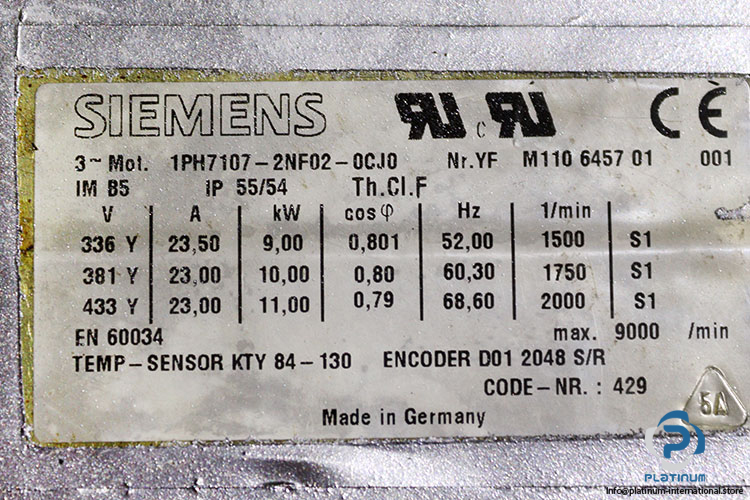 SIEMENS
3~ Mot. 1PH7107-2NF02-0CJ0 Nr.YF M110 6457 01 001
IM B5 IP 55/54 Th.Cl.F
V A kW cosφ Hz 1/min
336 Y 23,50 9,00 0,801 52,00 1500 S1
381 Y 23,00 10,00 0,80 60,30 1750 S1
433 Y 23,00 11,00 0,79 68,60 2000 S1
EN 60034 max. 9000 /min
TEMP-SENSOR KTY 84-130 ENCODER D01 2048 S/R
CODE-NR. : 429
Made in Germany
PLATINUM
info@platinum-international.store